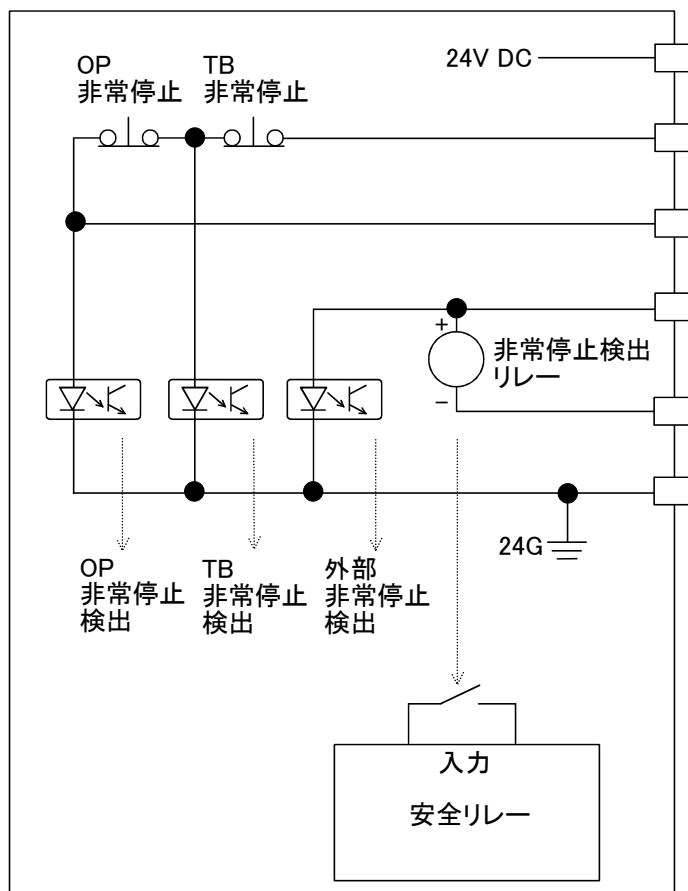 24V DC
OP
非常停止
TB
非常停止
+
非常停止検出
リレー
−
24G
OP
非常停止
検出
TB
非常停止
検出
外部
非常停止
検出
入力
安全リレー